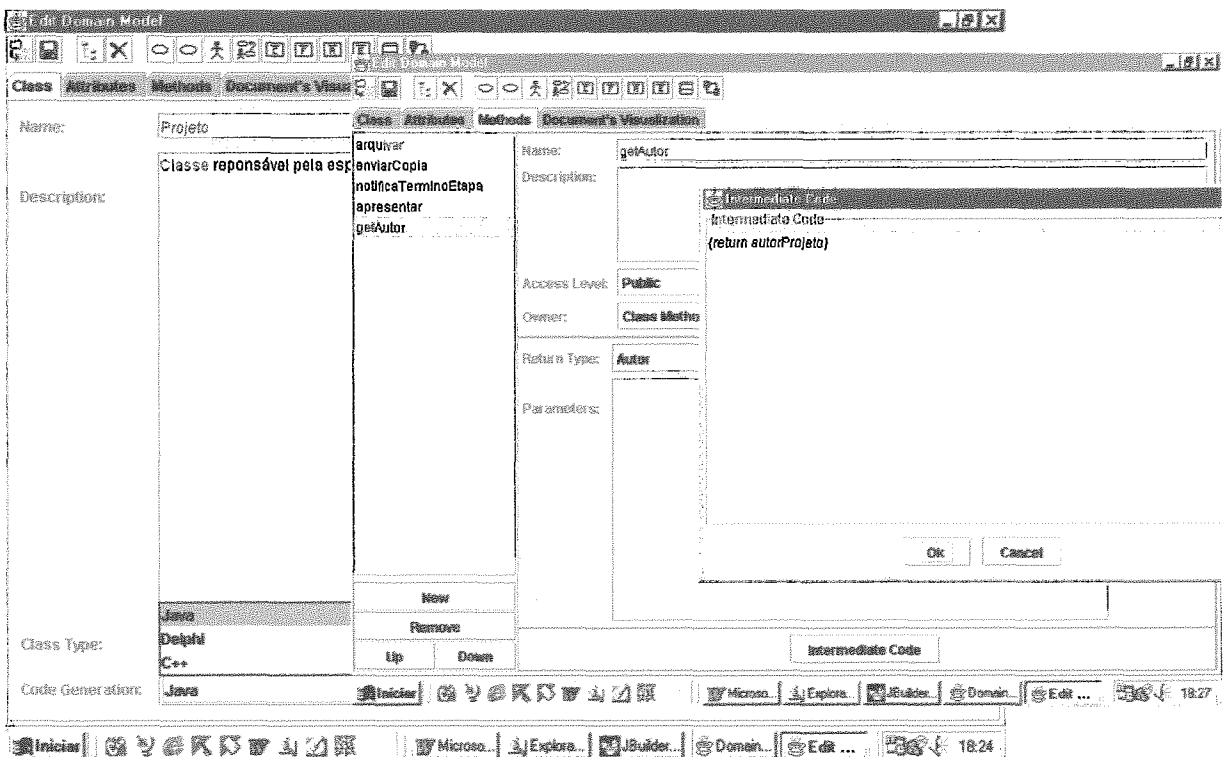 Edit Domain Model
Class Attributes Methods Document's Visua
Name: Projeto
Description: Classe reponsável pela esp
Class Type:
Java
Delphi
C++
Code Generation: Java
Edit Domain Model
Class Attributes Methods Document's Visualization
arquivar
enviarCopia
notificaTerminoEtapa
apresentar
getAutor
New
Remove
Up Down
Name: getAutor
Description:
Access Level: Public
Owner: Class Metho
Return Type: Autor
Parameters:
Intermediate Code
Intermediate Code
Intermediate Code
{return autorProjeto}
Ok Cancel
Iniciar Microso... Explora... JBuilder... Domain... Edit ... 18:27
Iniciar Microso... Explora... JBuilder... Domain... Edit ... 18:24